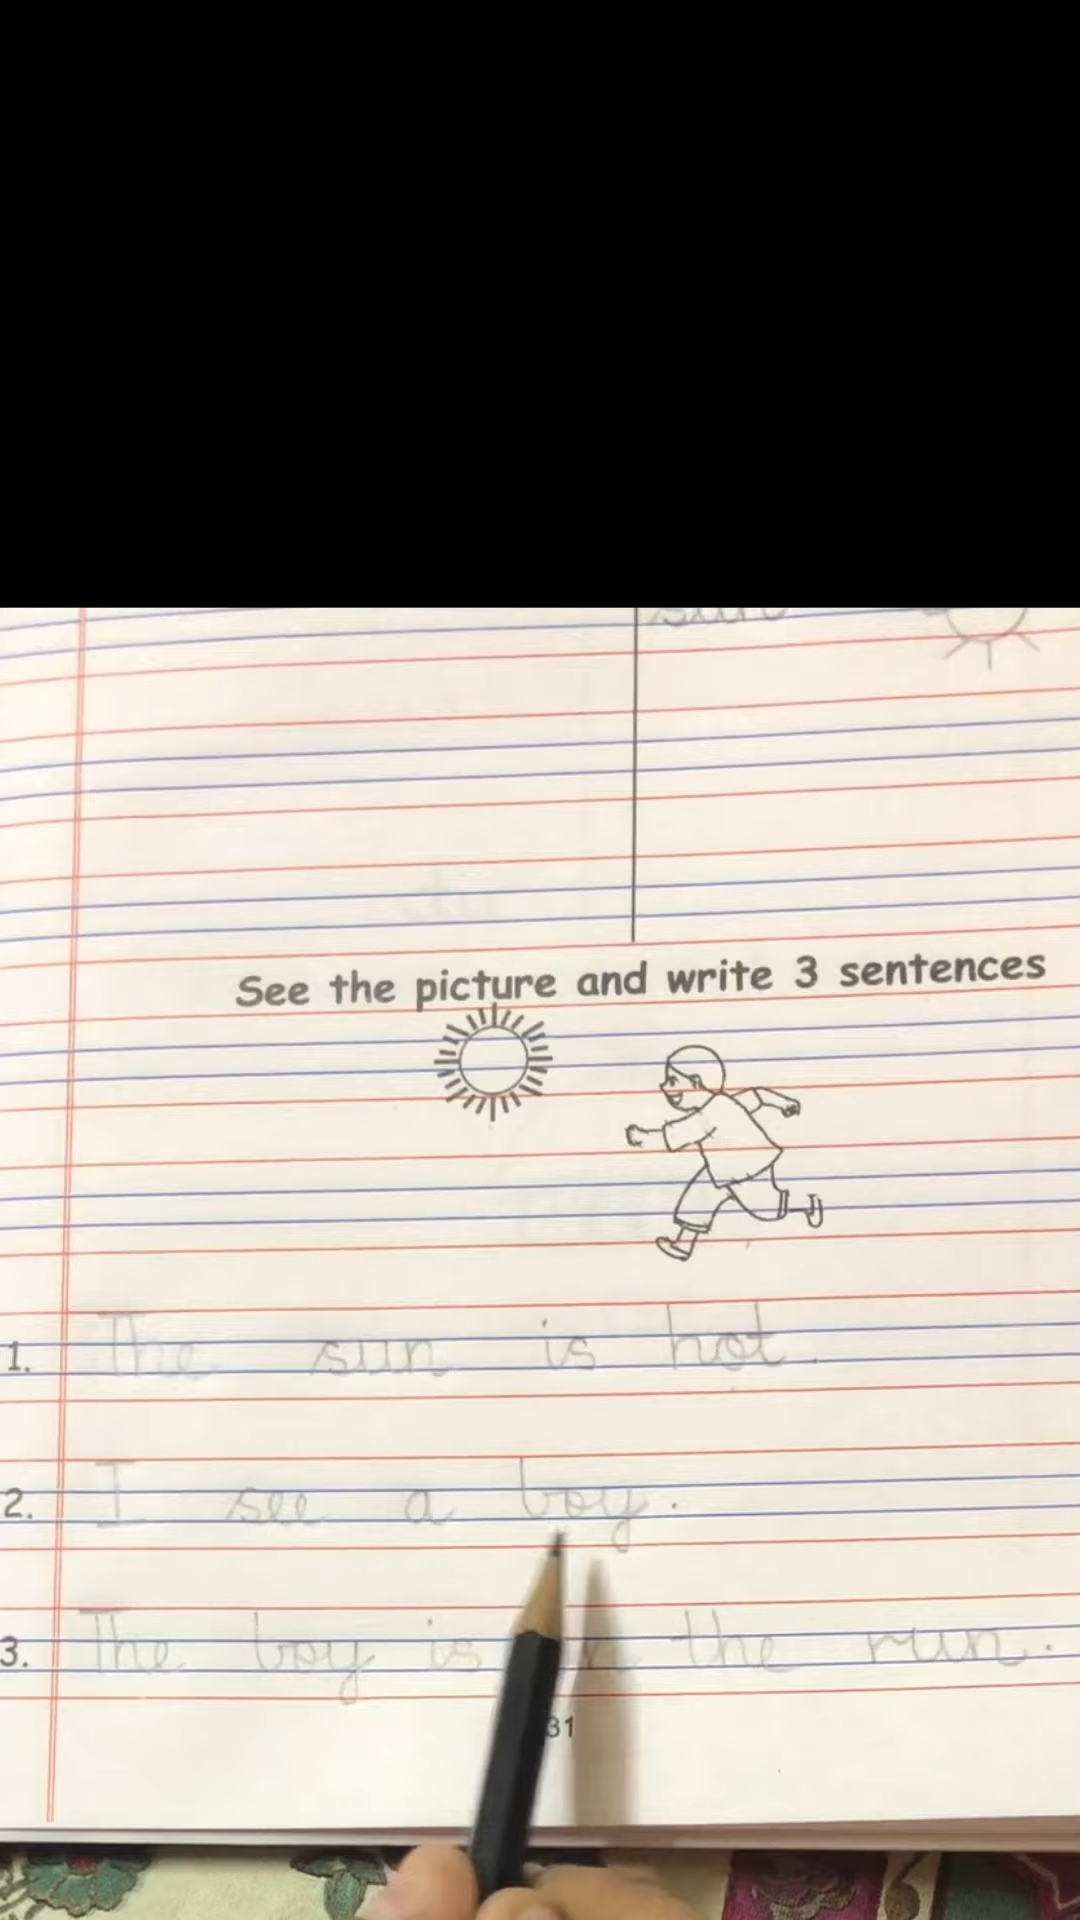 sun
See the picture and write 3 sentences
1. The sun is hot.
2. I see a boy.
3. The boy is the run.
31